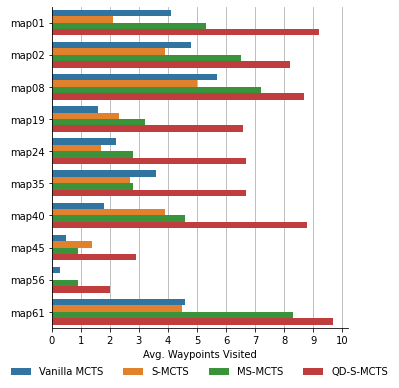 map01
map02
map08
map19
map24
map35
map40
map45
map56
map61
0 1 2 3 4 5 6 7 8 9 10
Avg. Waypoints Visited
Vanilla MCTS S-MCTS MS-MCTS QD-S-MCTS